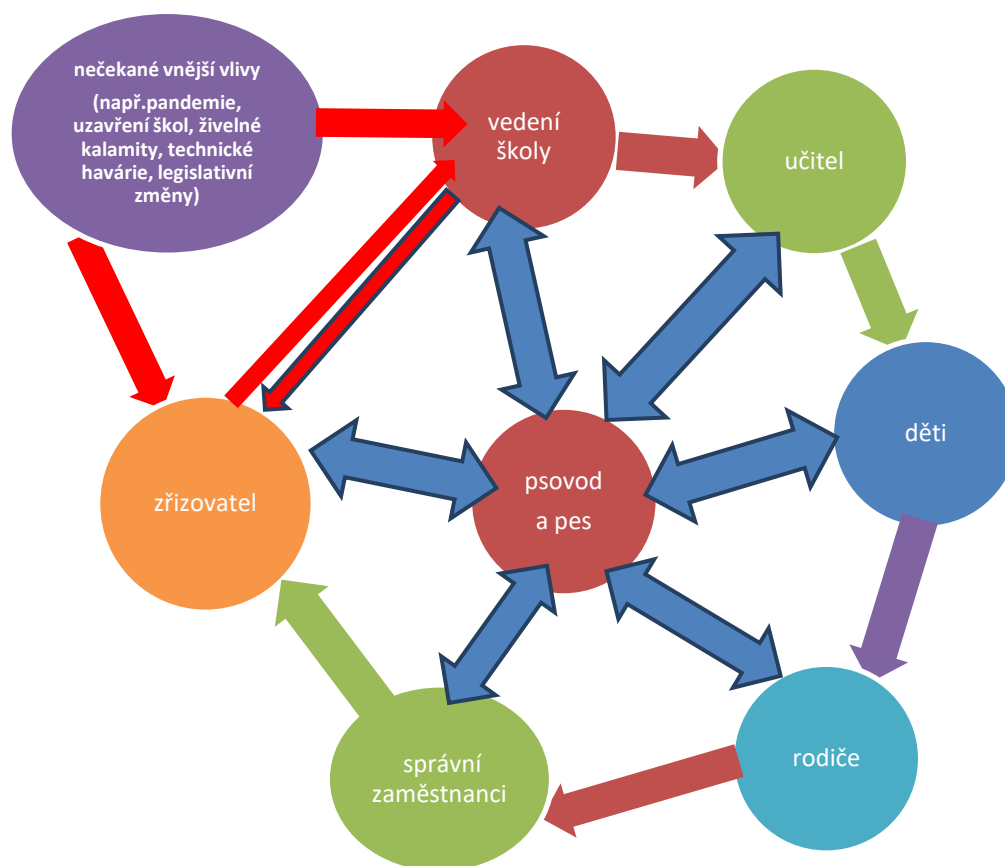 nečekané vnější vlivy
(např.pandemie,
uzavření škol, živelné
kalamity, technické
havárie, legislativní
změny)
vedení
školy
učitel
děti
psovod
a pes
zřizovatel
rodiče
správní
zaměstnanci